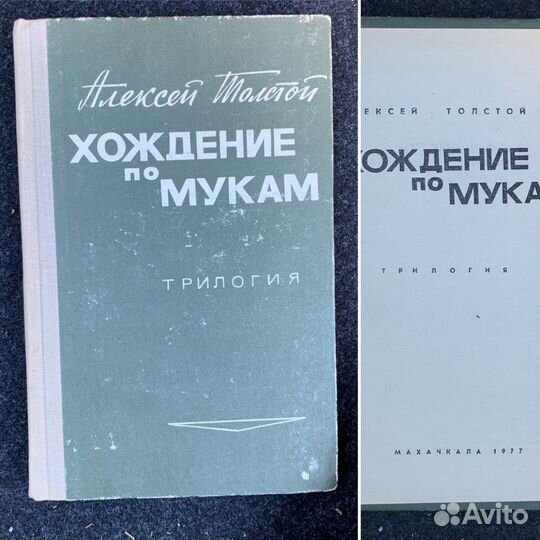 Алексей Толстой
ХОЖДЕНИЕ
ПО
МУКАМ
ТРИЛОГИЯ
ЕКСЕЙ ТОЛСТОЙ
ХОЖДЕНИЕ
ПО
МУКА
ТРИЛОГИЯ
МАХАЧКАЛА 1977
Avito